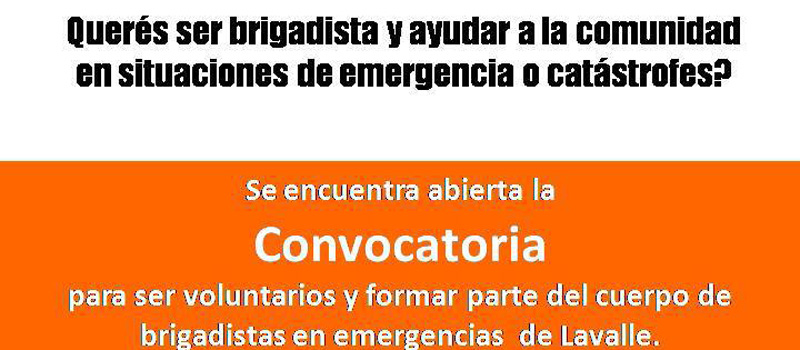 Querés ser brigadista y ayudar a la comunidad
en situaciones de emergencia o catástrofes?
Se encuentra abierta la
Convocatoria
para ser voluntarios y formar parte del cuerpo de
brigadistas en emergencias  de Lavalle.